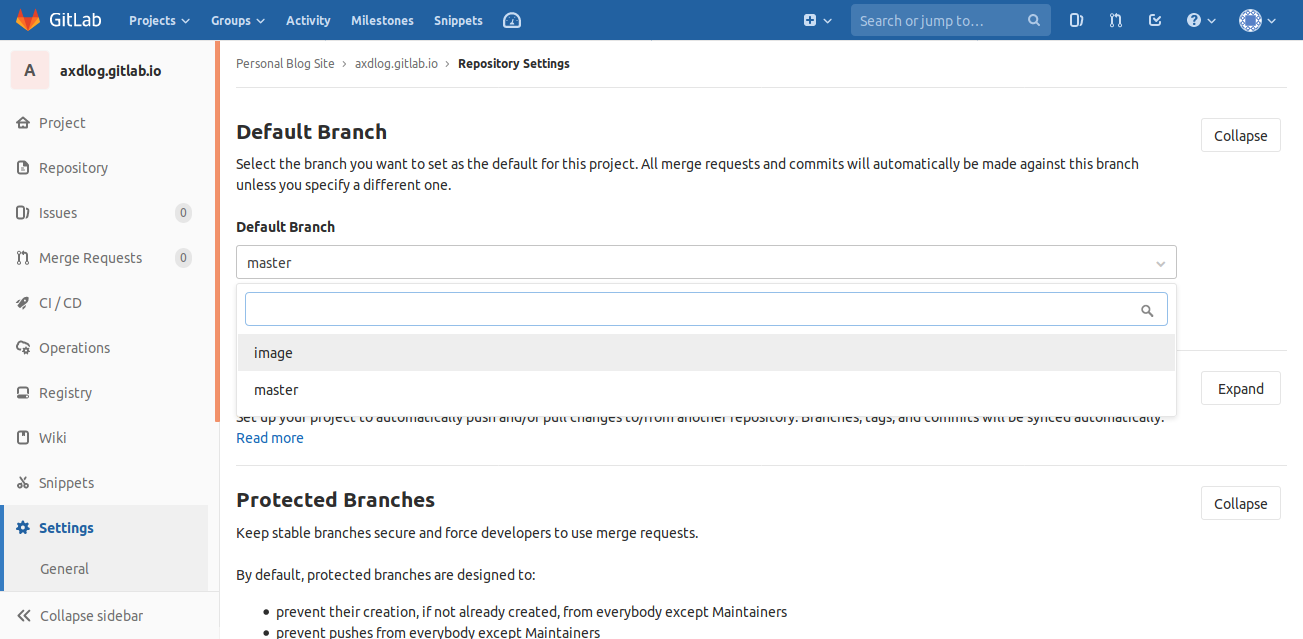 GitLab Projects Groups Activity Milestones Snippets Search or jump to…
A axdlog.gitlab.io
Project
Repository
Issues 0
Merge Requests 0
CI / CD
Operations
Registry
Wiki
Snippets
Settings
General
Collapse sidebar
Personal Blog Site › axdlog.gitlab.io › Repository Settings
Default Branch
Collapse
Select the branch you want to set as the default for this project. All merge requests and commits will automatically be made against this branch
unless you specify a different one.
Default Branch
master
image
master
Expand
Set up your project to automatically push and/or pull changes to/from another repository. Branches, tags, and commits will be synced automatically.
Read more
Protected Branches
Collapse
Keep stable branches secure and force developers to use merge requests.
By default, protected branches are designed to:
• prevent their creation, if not already created, from everybody except Maintainers
• prevent pushes from everybody except Maintainers